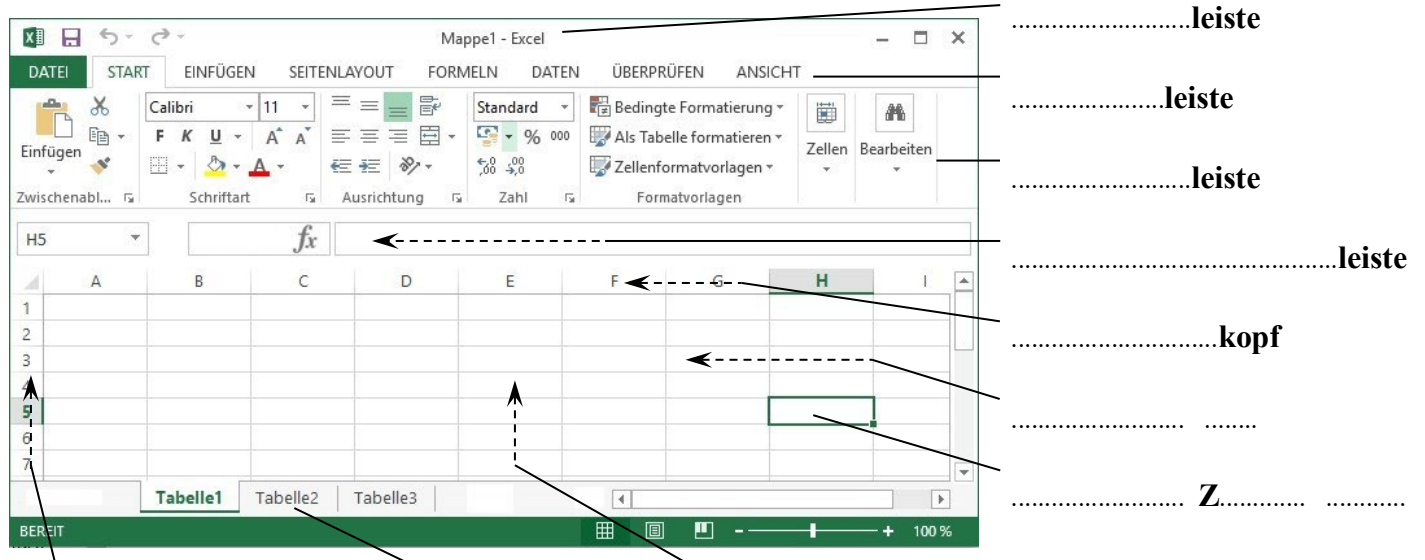 ..............................leiste
Mappe1 - Excel
DATEI START EINFÜGEN SEITENLAYOUT FORMELN DATEN ÜBERPRÜFEN ANSICHT
..........................leiste
Calibri 11 Standard Bedingte Formatierung
F K U A A % 000 Als Tabelle formatieren
Einfügen Zellen Bearbeiten
A ,00 Zellenformatvorlagen
..............................leiste
Zwischenabl... Schriftart Ausrichtung Zahl Formatvorlagen
H5 fx
.......................................................leiste
A B C D E F G H I
1
2
...................................kopf
3
4
5
............................. .........
6
7
Tabelle1 Tabelle2 Tabelle3
............................. Z.............. ..............
BEREIT - + 100 %